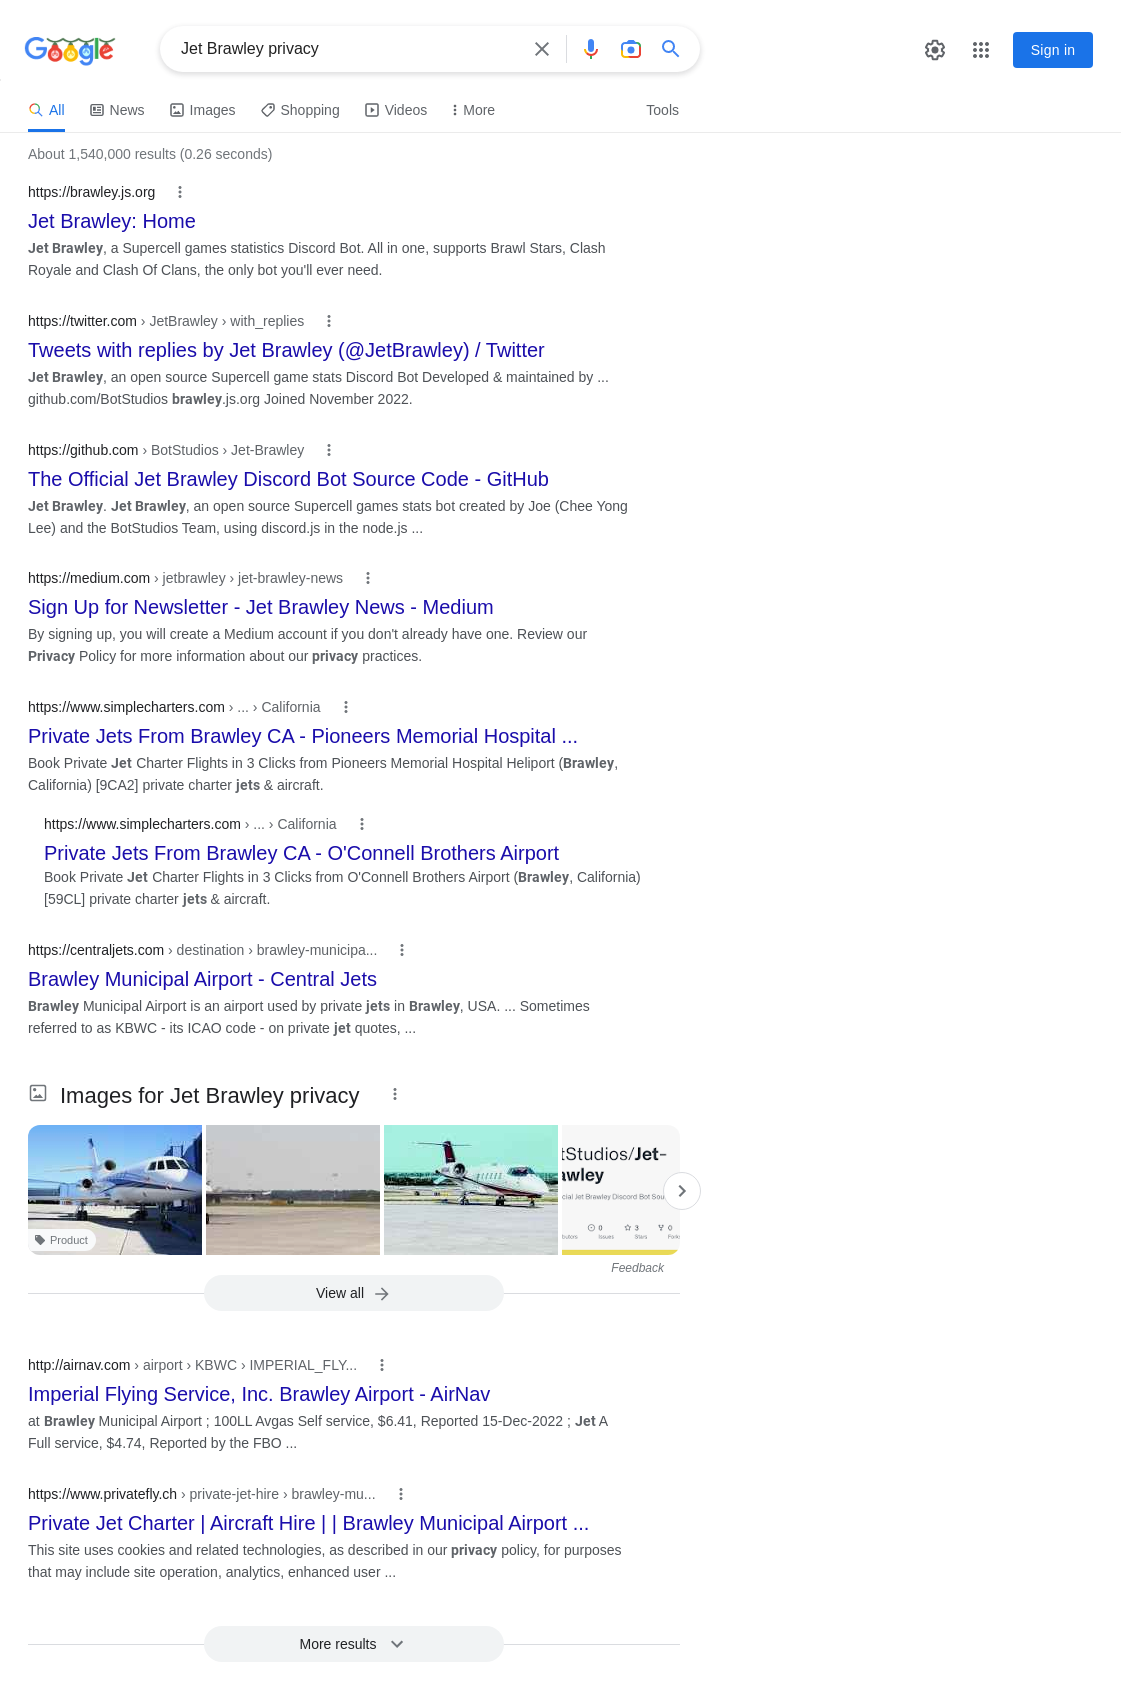 Google
Jet Brawley privacy
Sign in
All
News
Images
Shopping
Videos
More
Tools
About 1,540,000 results (0.26 seconds)
https://brawley.js.org
Jet Brawley: Home
Jet Brawley, a Supercell games statistics Discord Bot. All in one, supports Brawl Stars, Clash
Royale and Clash Of Clans, the only bot you'll ever need.
https://twitter.com › JetBrawley › with_replies
Tweets with replies by Jet Brawley (@JetBrawley) / Twitter
Jet Brawley, an open source Supercell game stats Discord Bot Developed & maintained by ...
github.com/BotStudios brawley.js.org Joined November 2022.
https://github.com › BotStudios › Jet-Brawley
The Official Jet Brawley Discord Bot Source Code - GitHub
Jet Brawley. Jet Brawley, an open source Supercell games stats bot created by Joe (Chee Yong
Lee) and the BotStudios Team, using discord.js in the node.js ...
https://medium.com › jetbrawley › jet-brawley-news
Sign Up for Newsletter - Jet Brawley News - Medium
By signing up, you will create a Medium account if you don't already have one. Review our
Privacy Policy for more information about our privacy practices.
https://www.simplecharters.com › ... › California
Private Jets From Brawley CA - Pioneers Memorial Hospital ...
Book Private Jet Charter Flights in 3 Clicks from Pioneers Memorial Hospital Heliport (Brawley,
California) [9CA2] private charter jets & aircraft.
https://www.simplecharters.com › ... › California
Private Jets From Brawley CA - O'Connell Brothers Airport
Book Private Jet Charter Flights in 3 Clicks from O'Connell Brothers Airport (Brawley, California)
[59CL] private charter jets & aircraft.
https://centraljets.com › destination › brawley-municipa...
Brawley Municipal Airport - Central Jets
Brawley Municipal Airport is an airport used by private jets in Brawley, USA. ... Sometimes
referred to as KBWC - its ICAO code - on private jet quotes, ...
Images for Jet Brawley privacy
Product
tStudios/Jet-
awley
cial Jet Brawley Discord Bot Sou
0 3 0
Issues Stars Forks
Feedback
View all
http://airnav.com › airport › KBWC › IMPERIAL_FLY...
Imperial Flying Service, Inc. Brawley Airport - AirNav
at Brawley Municipal Airport ; 100LL Avgas Self service, $6.41, Reported 15-Dec-2022 ; Jet A
Full service, $4.74, Reported by the FBO ...
https://www.privatefly.ch › private-jet-hire › brawley-mu...
Private Jet Charter | Aircraft Hire | | Brawley Municipal Airport ...
This site uses cookies and related technologies, as described in our privacy policy, for purposes
that may include site operation, analytics, enhanced user ...
More results